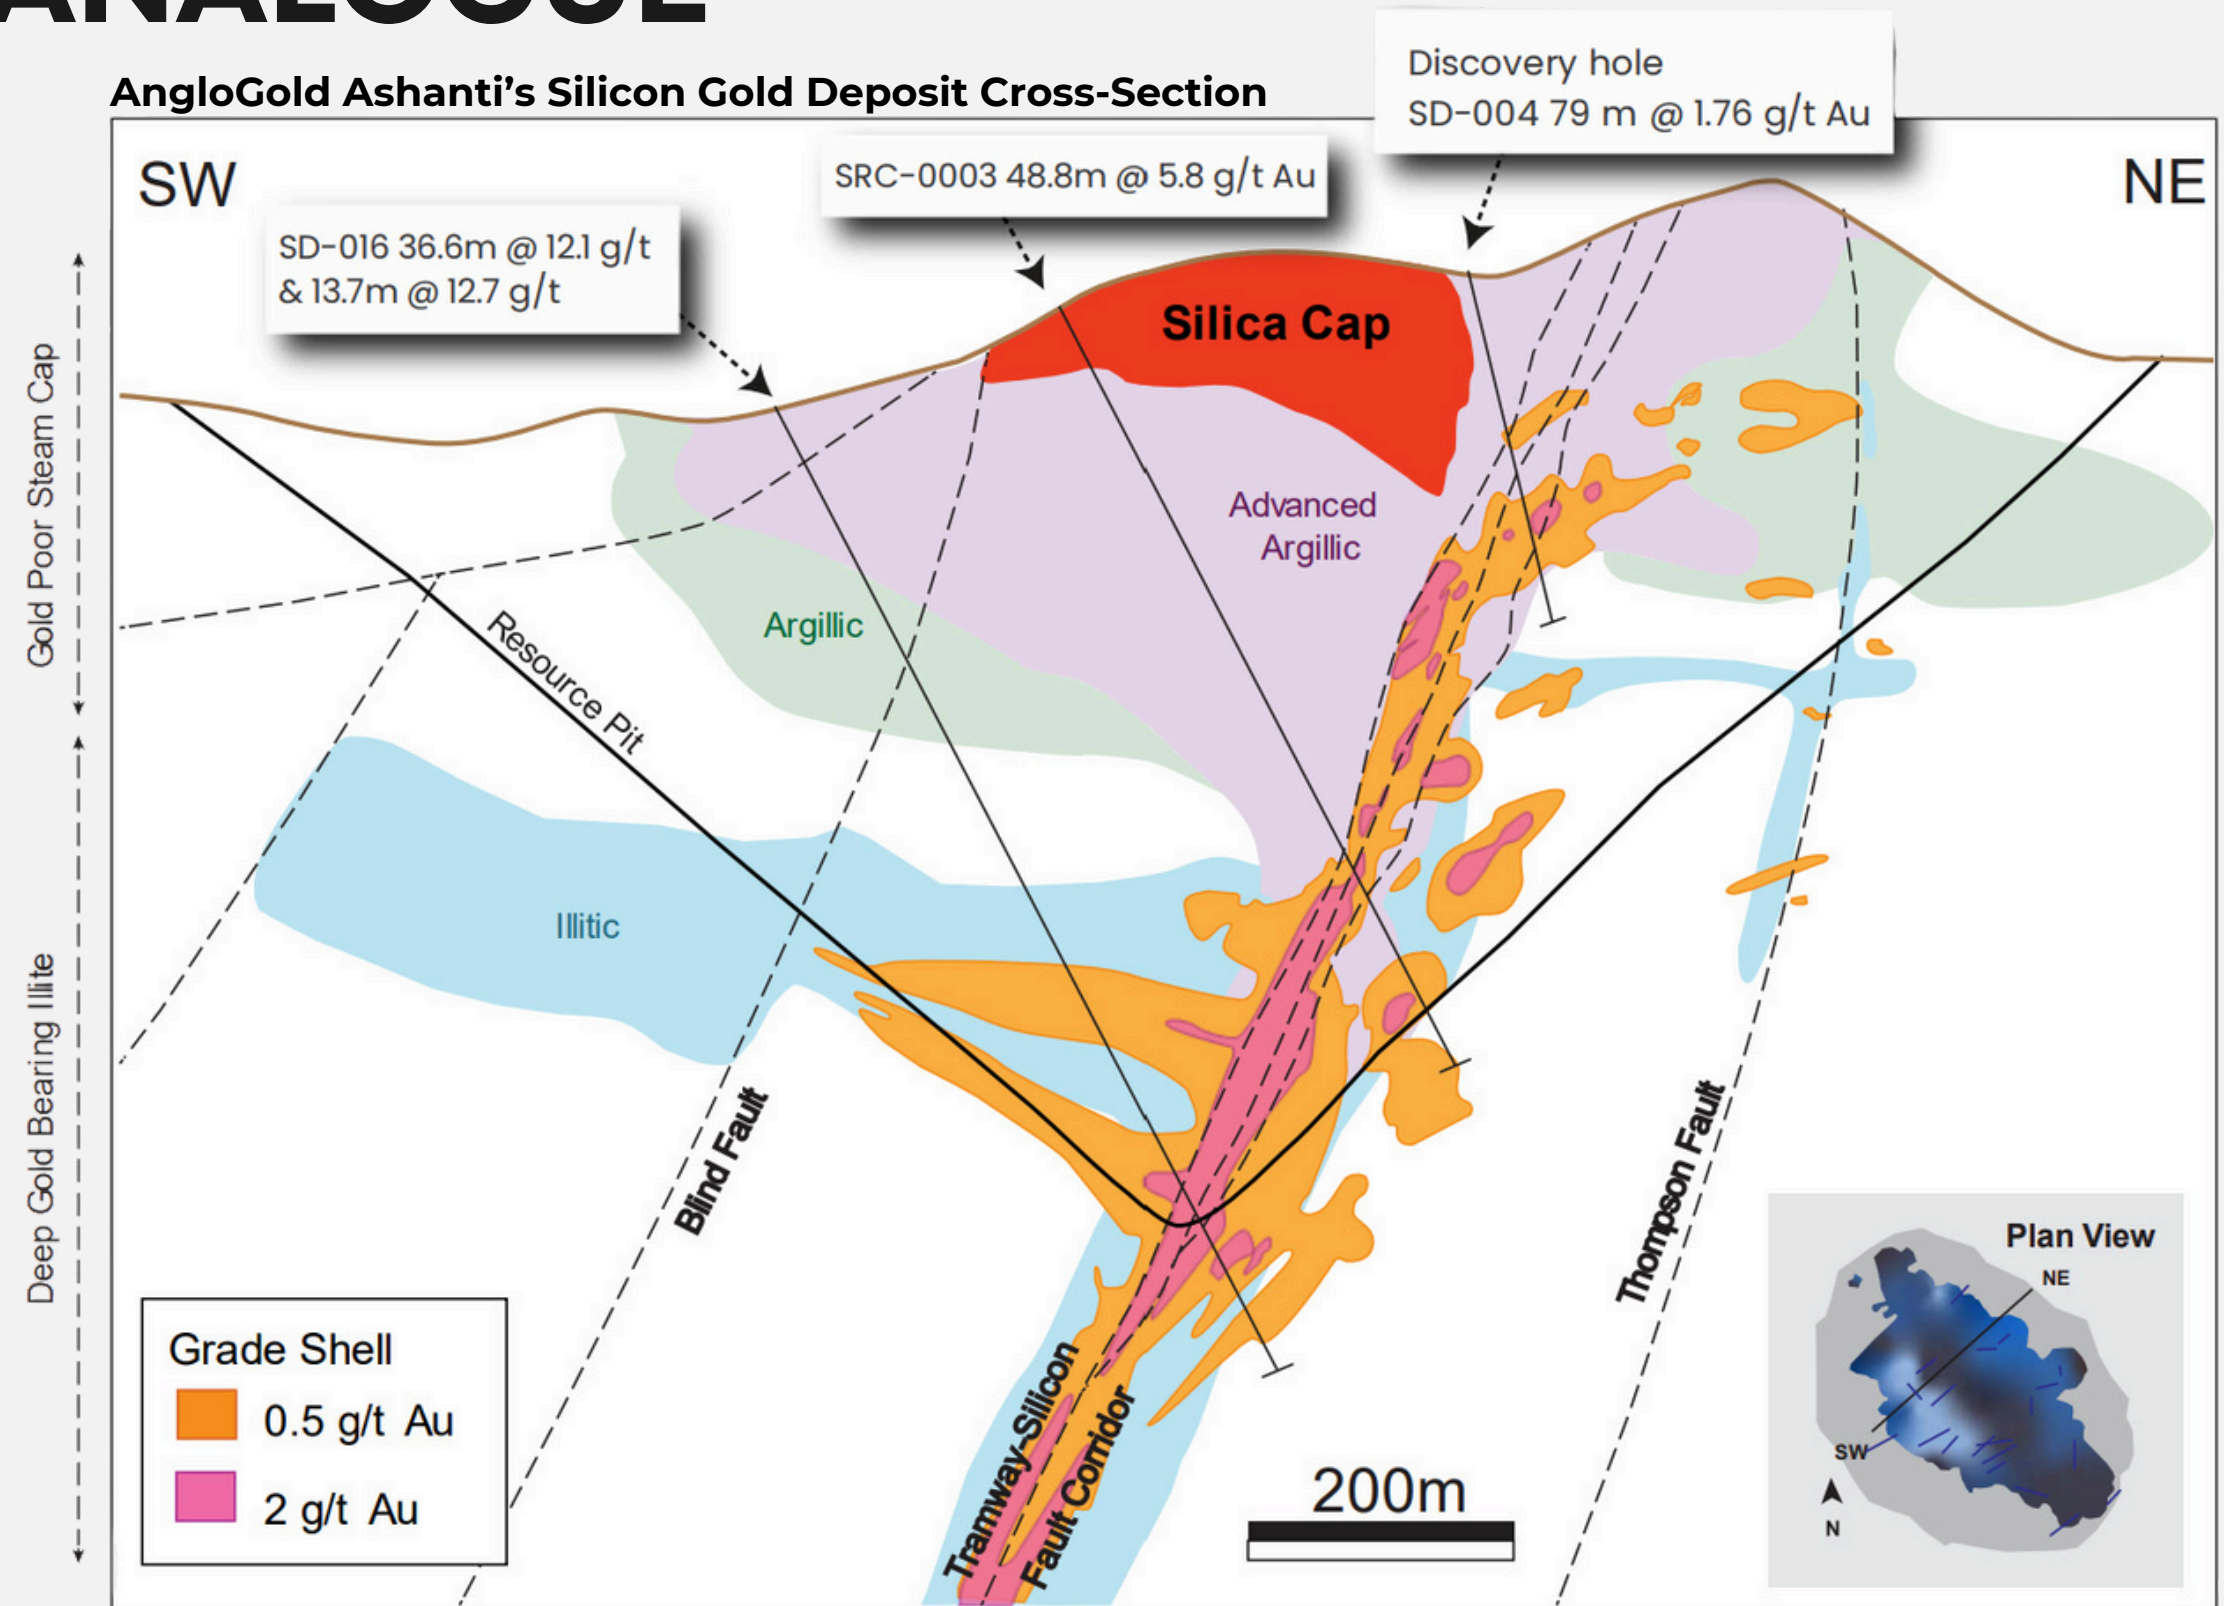 ANALOGUE
AngloGold Ashanti's Silicon Gold Deposit Cross-Section
Discovery hole
SD-004 79 m @ 1.76 g/t Au
SRC-0003 48.8m @ 5.8 g/t Au
SW
NE
SD-016 36.6m @ 12.1 g/t
& 13.7m @ 12.7 g/t
Silica Cap
Gold Poor Steam Cap
Advanced
Argillic
Argillic
Resource Pit
Illitic
Deep Gold Bearing Illite
Blind Fault
Thompson Fault
Tramway-Silicon
Fault Corridor
Grade Shell
0.5 g/t Au
2 g/t Au
200m
Plan View
NE
SW
N